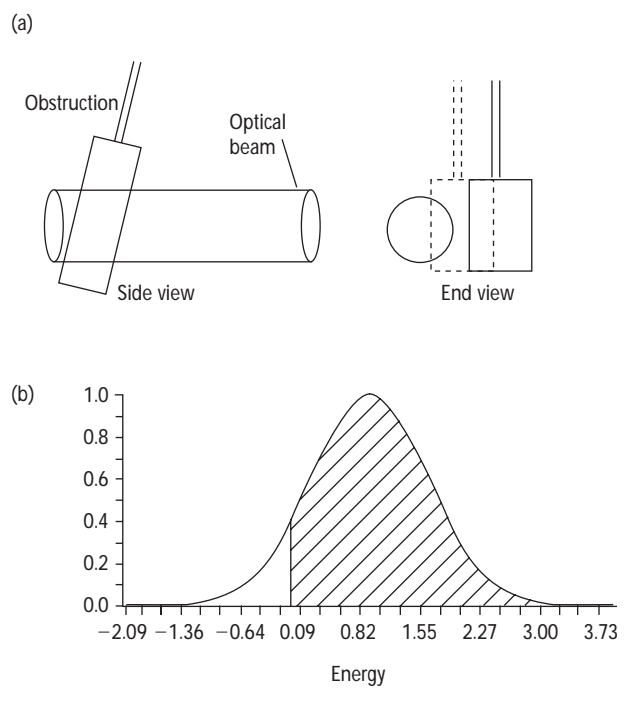 (a)
Obstruction
Optical
beam
Side view
End view
(b)
1.0
0.8
0.6
0.4
0.2
0.0
−2.09 −1.36 −0.64 0.09 0.82 1.55 2.27 3.00 3.73
Energy